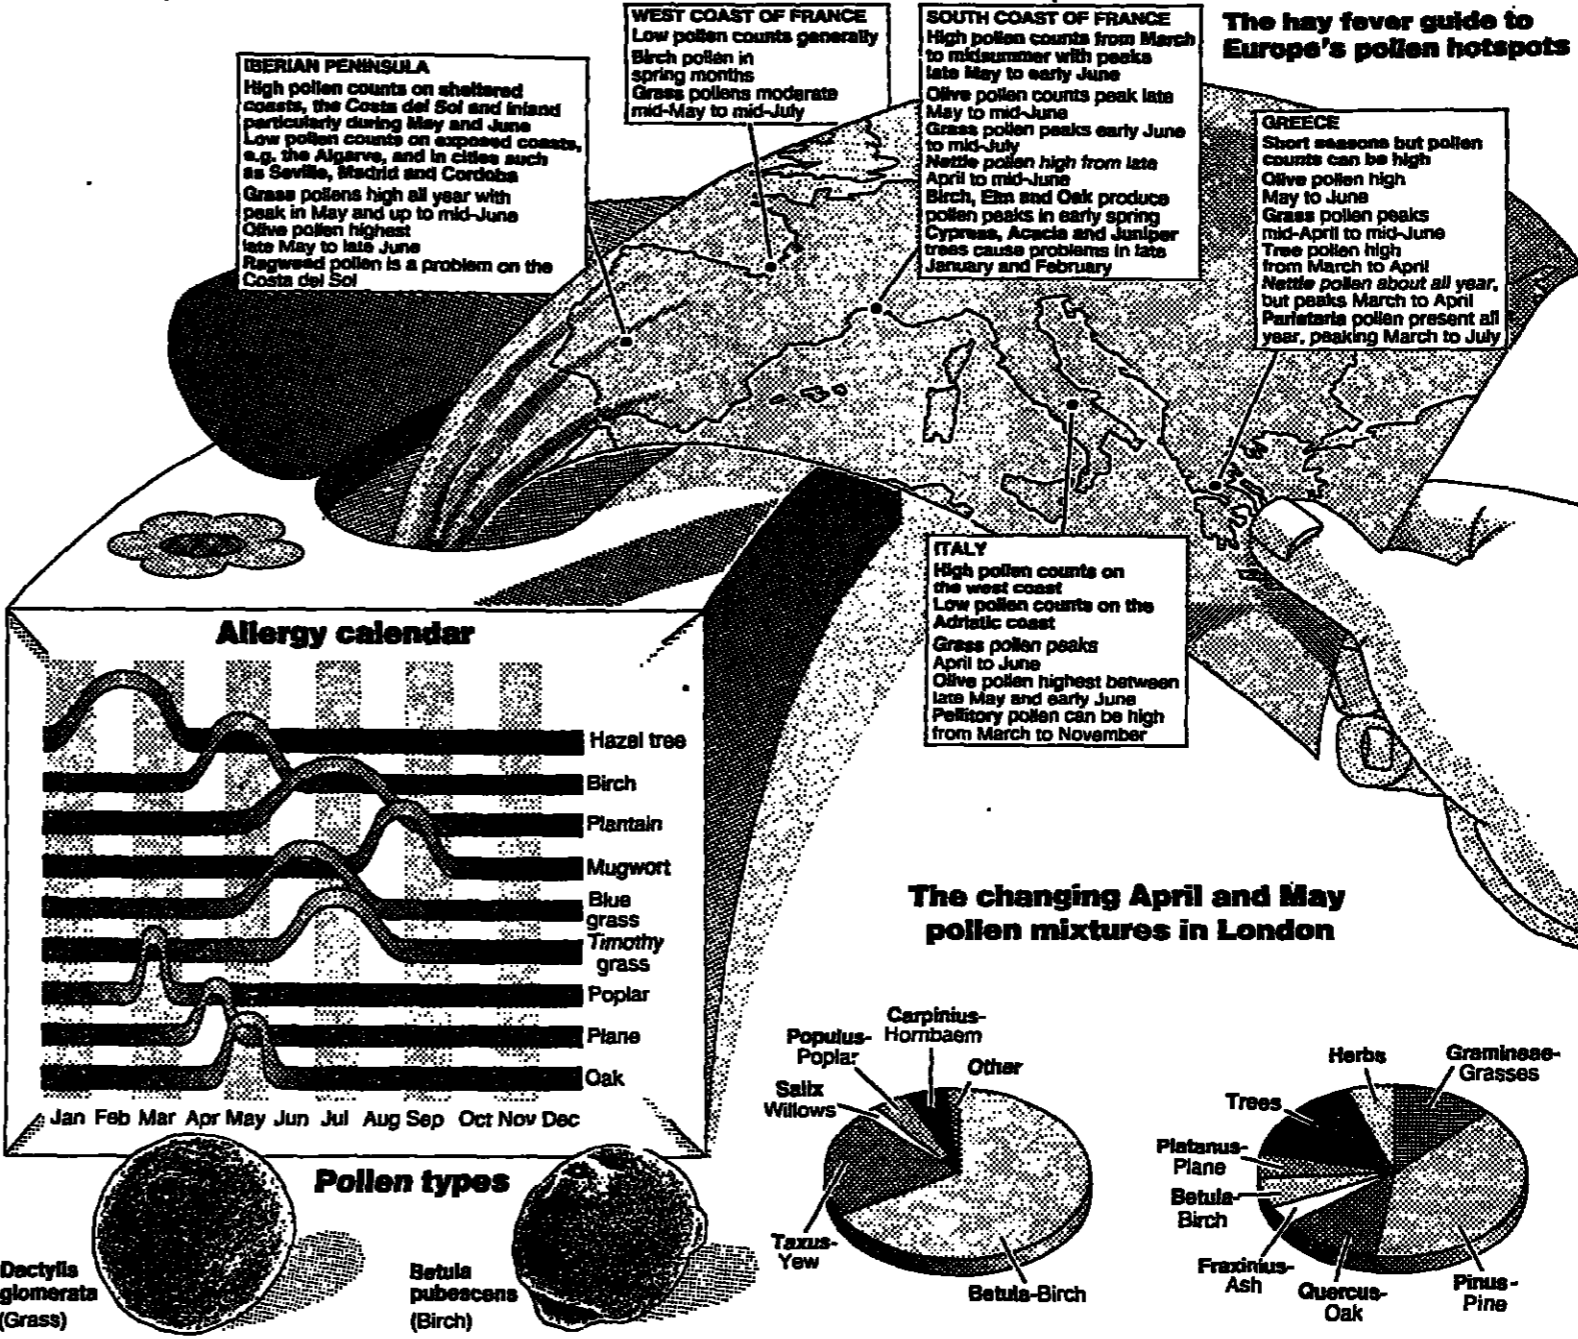 The hay fever guide to
Europe's pollen hotspots
IBERIAN PENINSULA
High pollen counts on sheltered
coasts, the Costa del Sol and inland
particularly during May and June
Low pollen counts on exposed coasts,
e.g. the Algarve, and in cities such
as Seville, Madrid and Cordoba
Grass pollens high all year with
peak in May and up to mid-June
Olive pollen highest
late May to late June
Ragweed pollen is a problem on the
Costa del Sol
WEST COAST OF FRANCE
Low pollen counts generally
Birch pollen in
spring months
Grass pollens moderate
mid-May to mid-July
SOUTH COAST OF FRANCE
High pollen counts from March
to midsummer with peaks
late May to early June
Olive pollen counts peak late
May to mid-June
Grass pollen peaks early June
to mid-July
Nettle pollen high from late
April to mid-June
Birch, Elm and Oak produce
pollen peaks in early spring
Cypress, Acacia and Juniper
trees cause problems in late
January and February
GREECE
Short seasons but pollen
counts can be high
Olive pollen high
May to June
Grass pollen peaks
mid-April to mid-June
Tree pollen high
from March to April
Nettle pollen about all year,
but peaks March to April
Parietaria pollen present all
year, peaking March to July
ITALY
High pollen counts on
the west coast
Low pollen counts on the
Adriatic coast
Grass pollen peaks
April to June
Olive pollen highest between
late May and early June
Pellitory pollen can be high
from March to November
Allergy calendar
Hazel tree
Birch
Plantain
Mugwort
Blue
grass
Timothy
grass
Poplar
Plane
Oak
Jan Feb Mar Apr May Jun Jul Aug Sep Oct Nov Dec
Pollen types
Dactylis
glomerata
(Grass)
Betula
pubescens
(Birch)
The changing April and May
pollen mixtures in London
Carpinius-
Hornbaem
Populus-
Poplar
Other
Salix
Willows
Taxus-
Yew
Betula-Birch
Herbs
Gramineae-
Grasses
Trees
Platanus-
Plane
Betula-
Birch
Fraxinius-
Ash
Quercus-
Oak
Pinus-
Pine